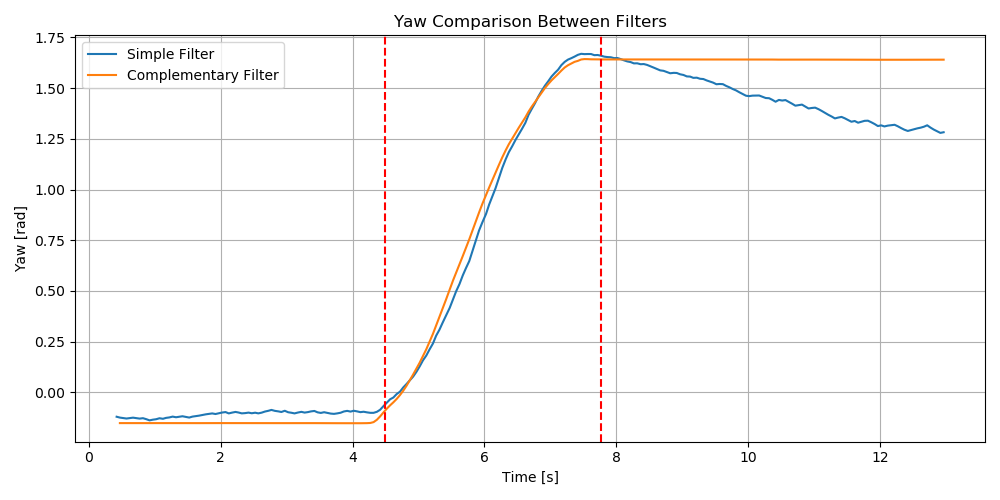 Yaw Comparison Between Filters
Simple Filter
Complementary Filter
Yaw [rad]
1.75
1.50
1.25
1.00
0.75
0.50
0.25
0.00
0 2 4 6 8 10 12
Time [s]